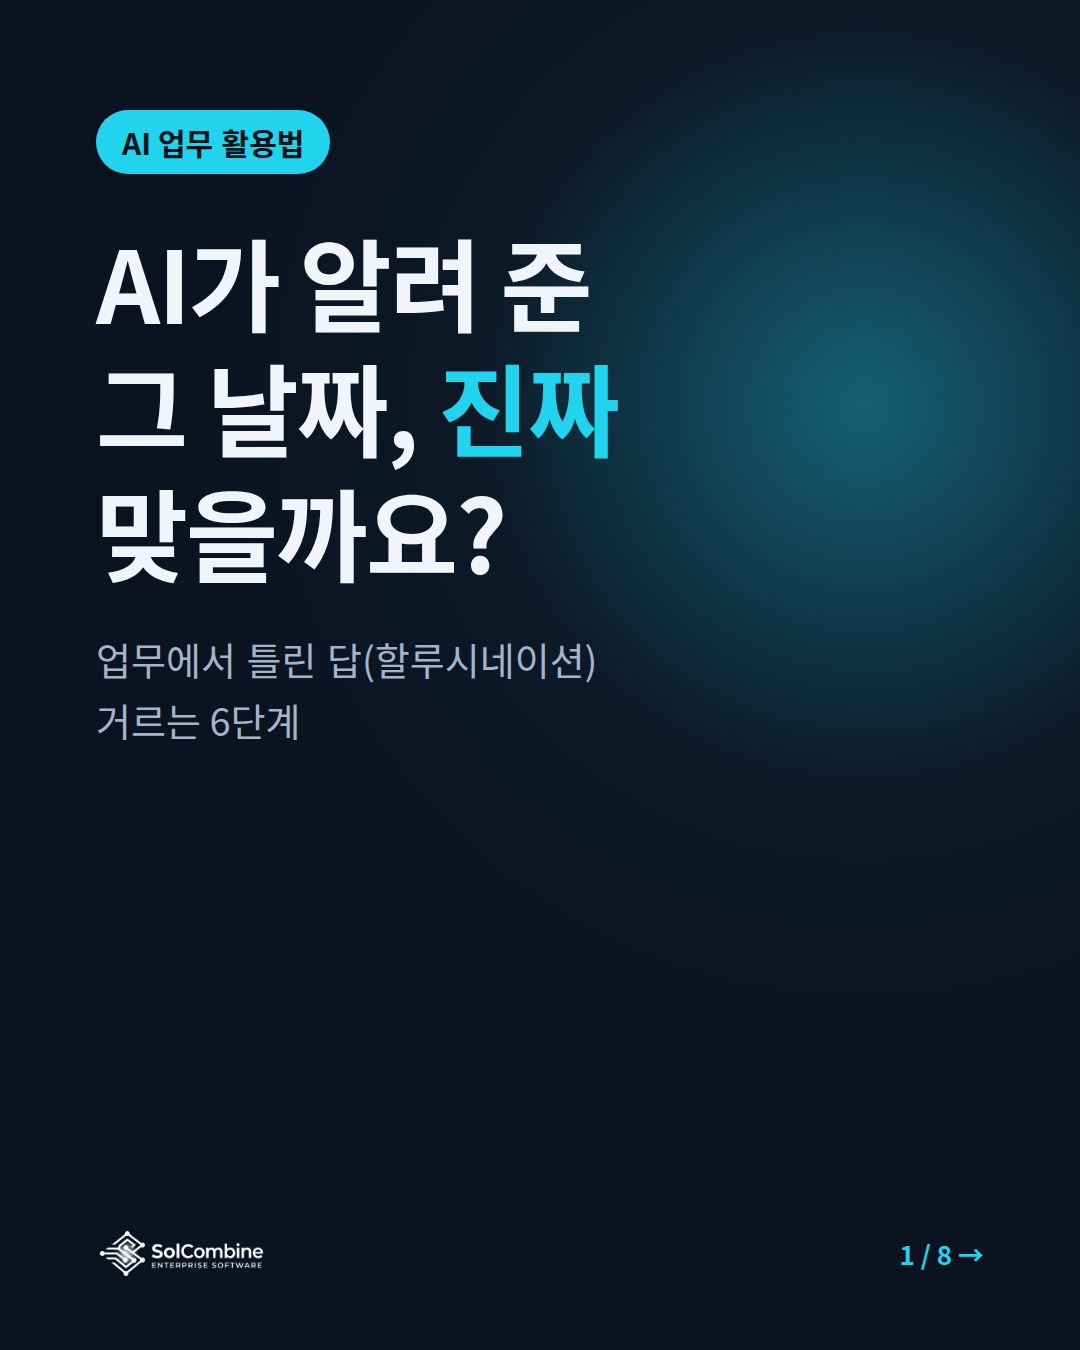 AI 업무 활용법
AI가 알려 준
그 날짜, 진짜
맞을까요?
업무에서 틀린 답(할루시네이션)
거르는 6단계
SolCombine
ENTERPRISE SOFTWARE
1 / 8 →